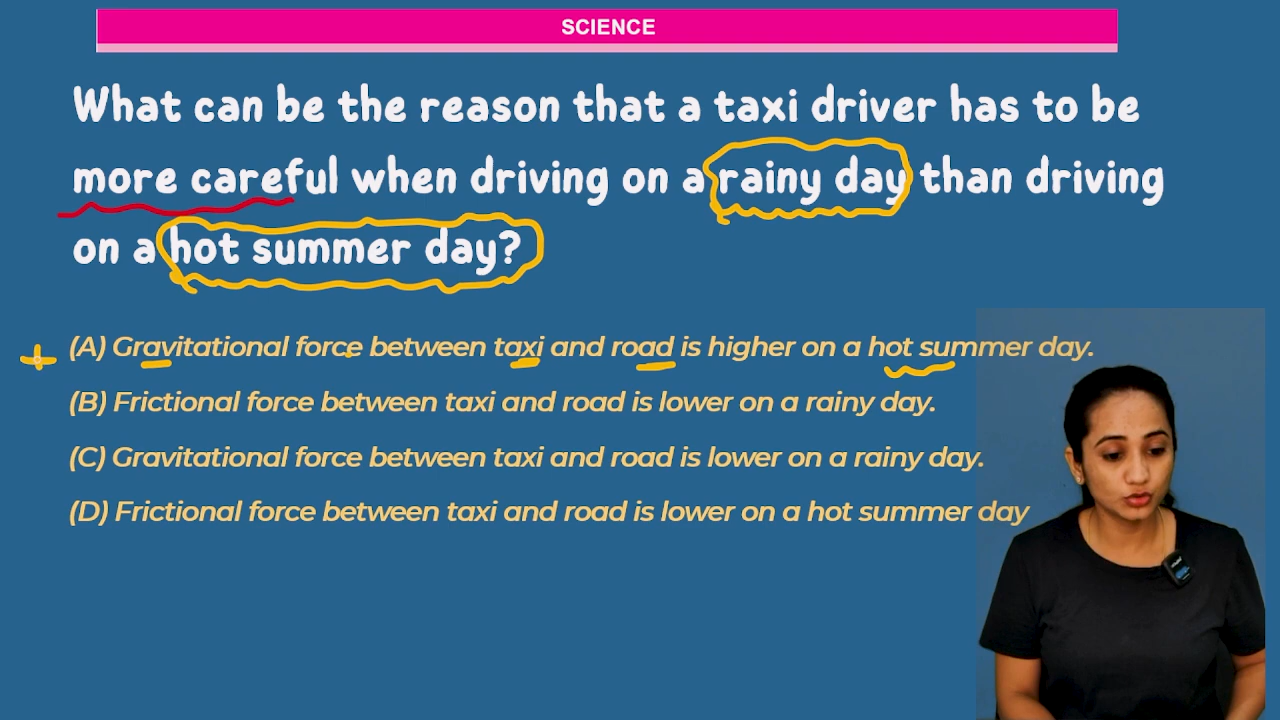 SCIENCE
What can be the reason that a taxi driver has to be
more careful when driving on a rainy day than driving
on a hot summer day?
(A) Gravitational force between taxi and road is higher on a hot summer day.
(B) Frictional force between taxi and road is lower on a rainy day.
(C) Gravitational force between taxi and road is lower on a rainy day.
(D) Frictional force between taxi and road is lower on a hot summer day